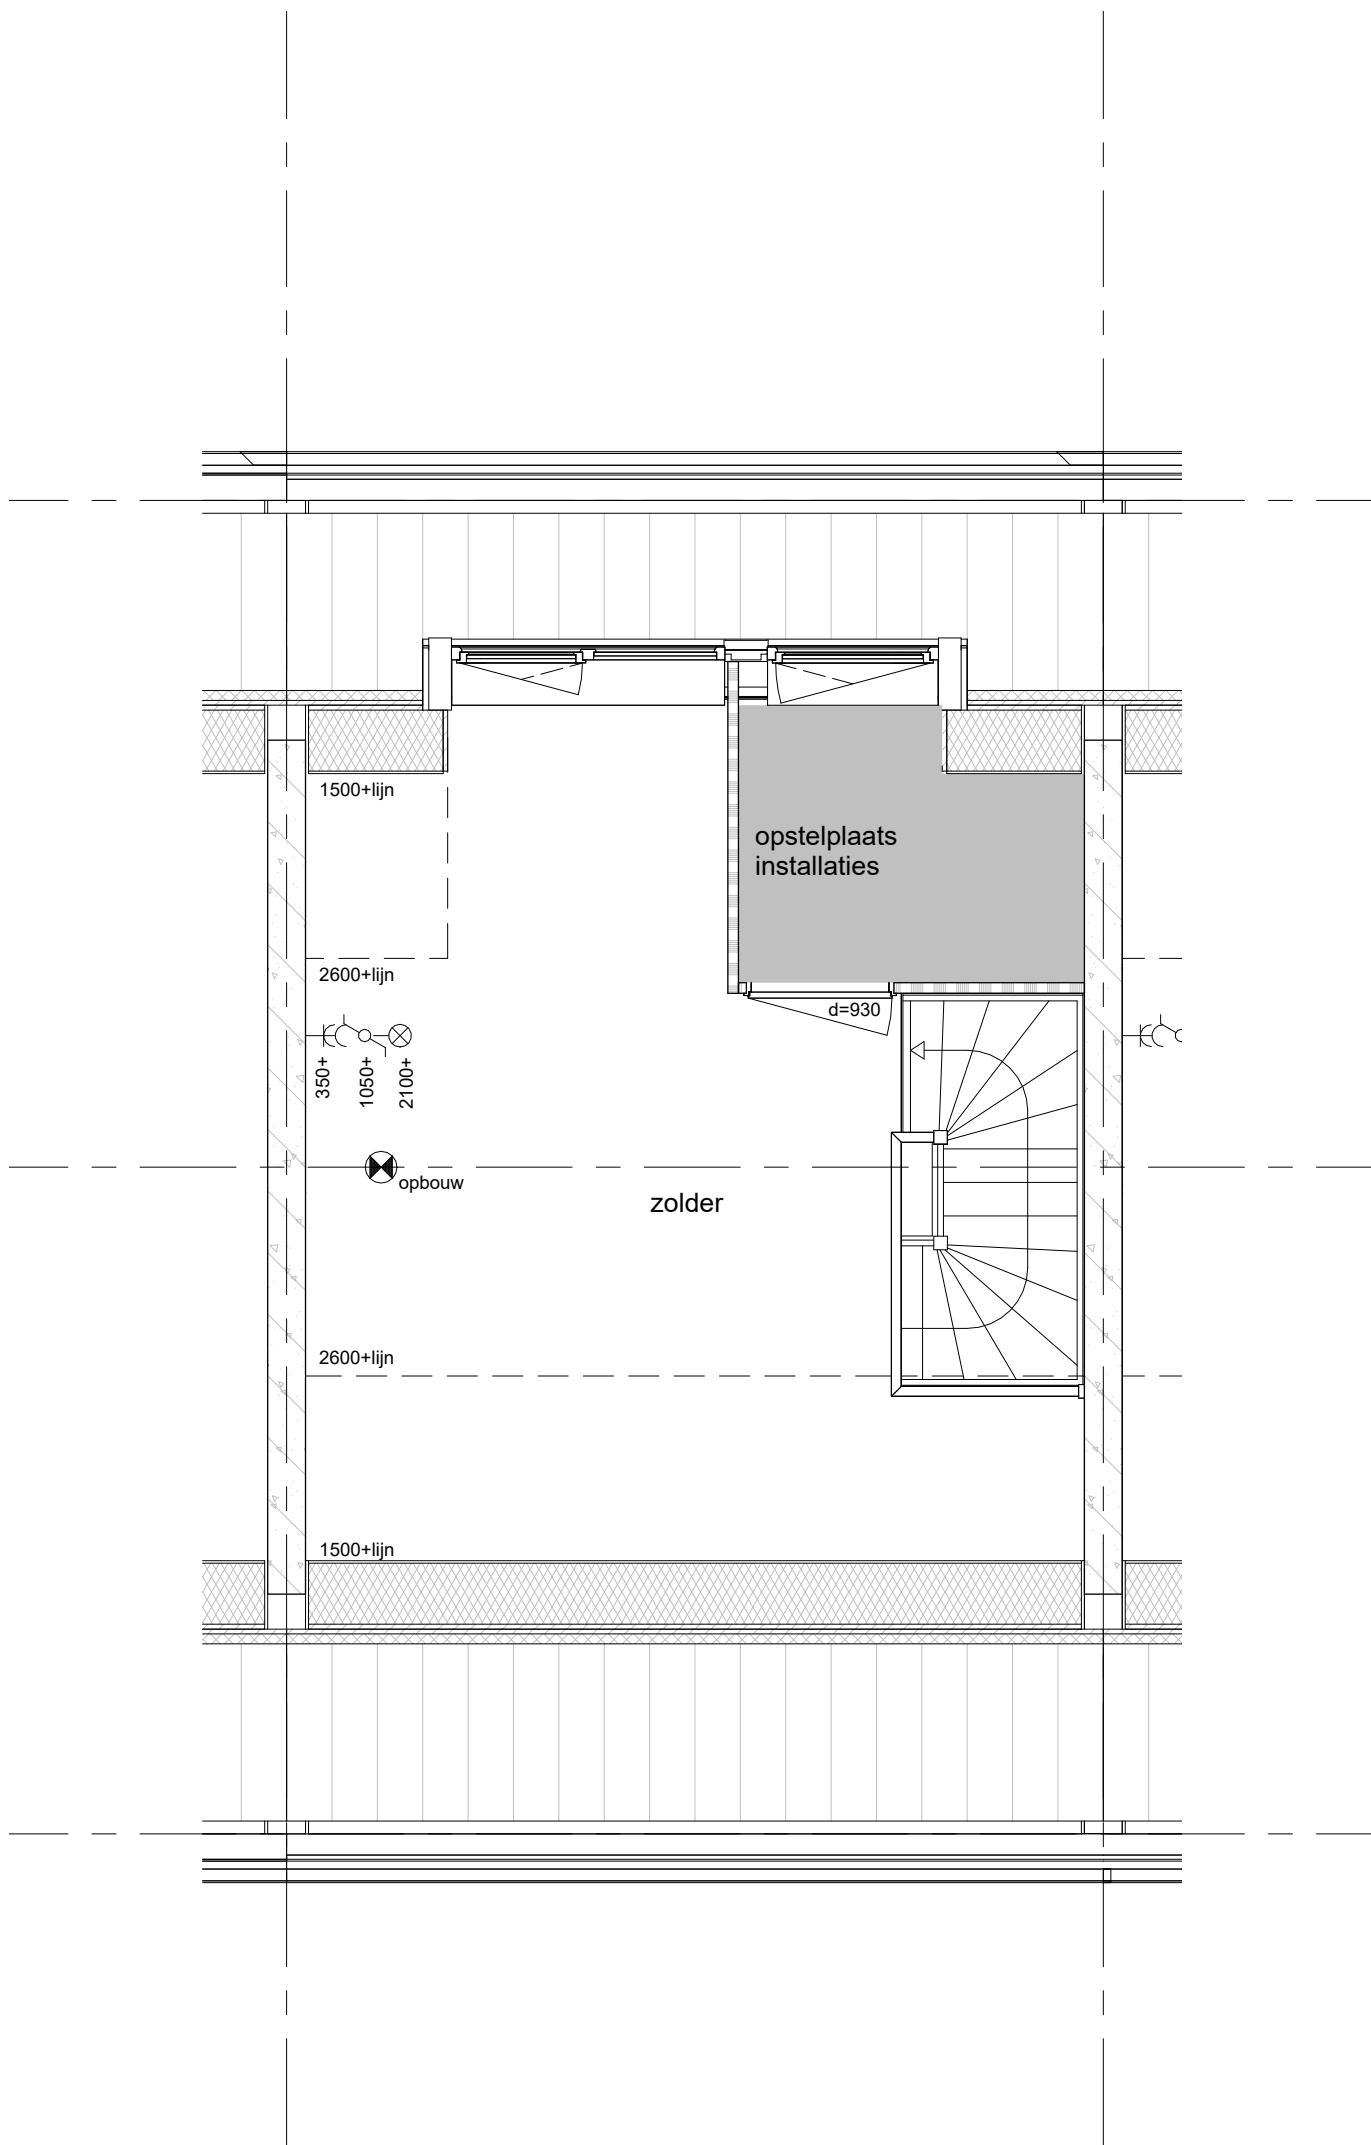 1500+lijn
opstelplaats
installaties
2600+lijn
d=930
350+
1050+
2100+
opbouw
zolder
2600+lijn
1500+lijn